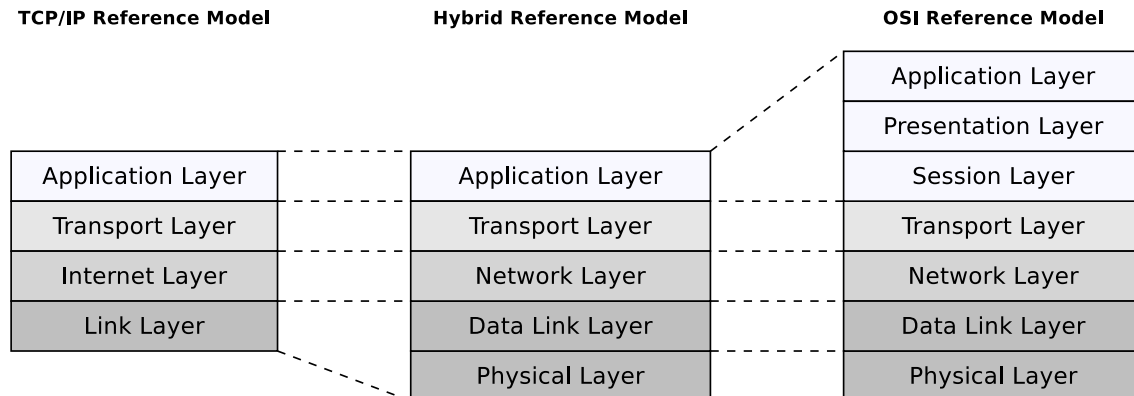 TCP/IP Reference Model
Application Layer
Transport Layer
Internet Layer
Link Layer
Hybrid Reference Model
Application Layer
Transport Layer
Network Layer
Data Link Layer
Physical Layer
OSI Reference Model
Application Layer
Presentation Layer
Session Layer
Transport Layer
Network Layer
Data Link Layer
Physical Layer